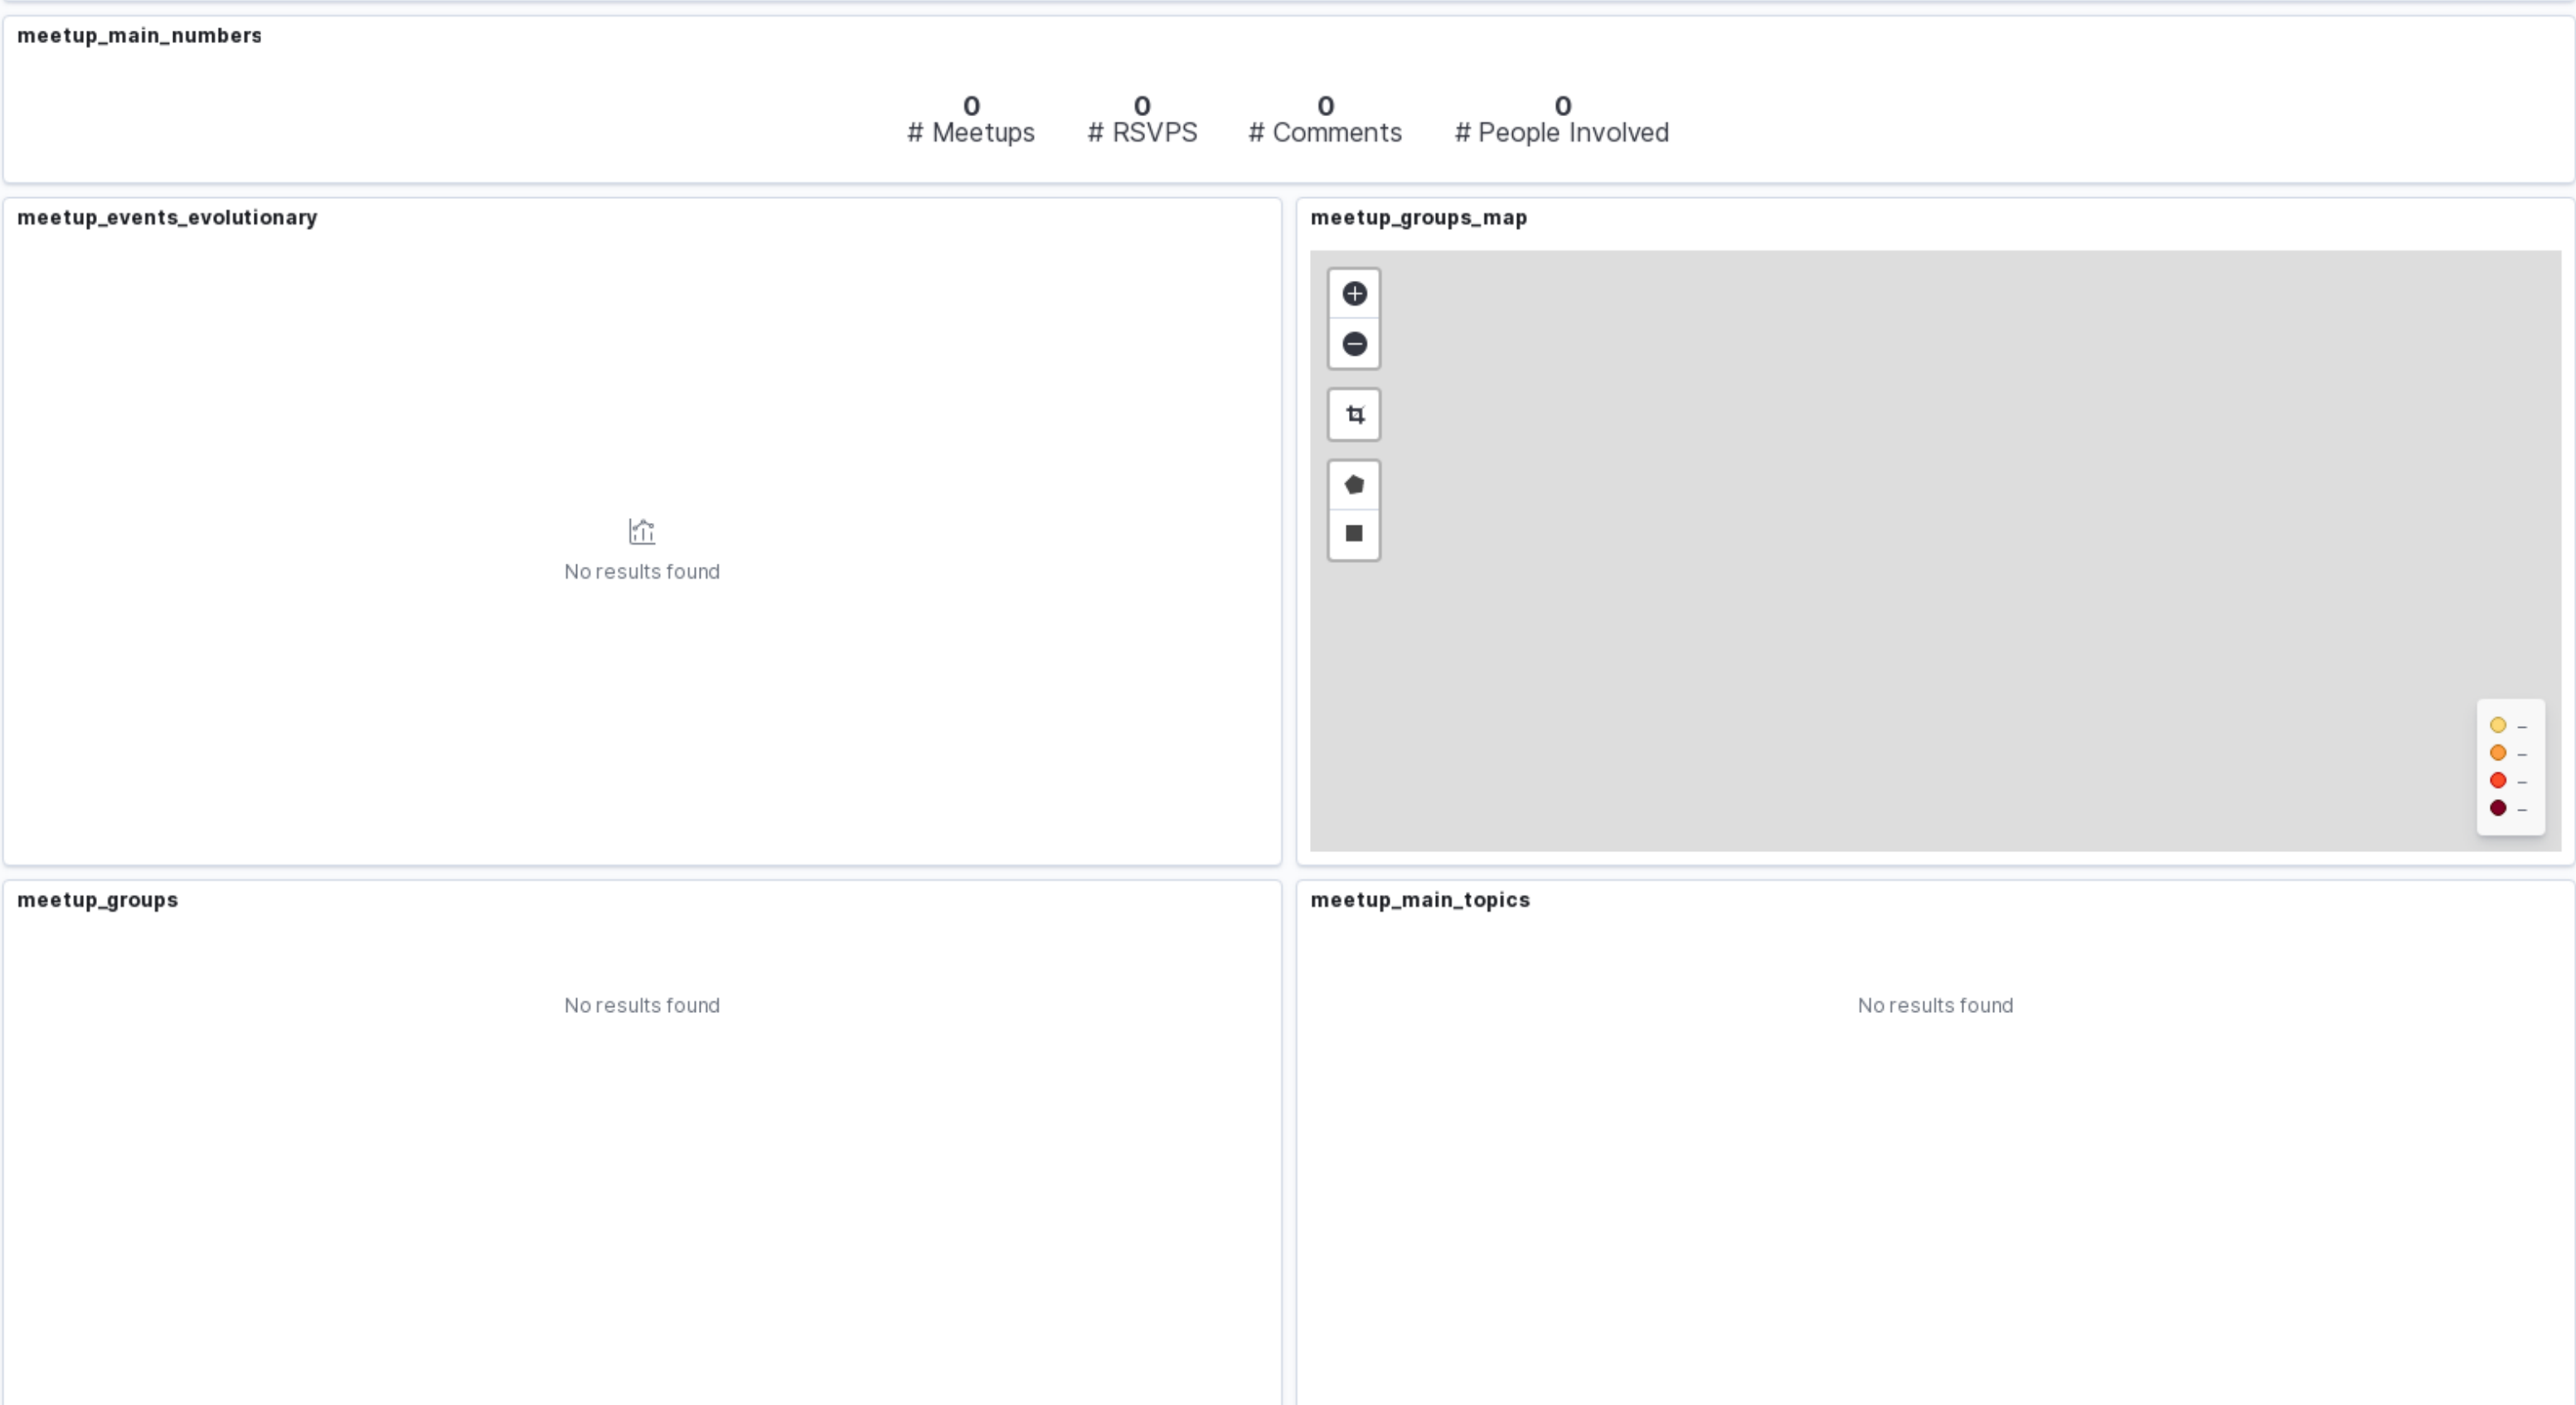 meetup_main_numbers
0 0 0 0
# Meetups # RSVPS # Comments # People Involved
meetup_events_evolutionary
No results found
meetup_groups_map
–
–
–
–
meetup_groups
No results found
meetup_main_topics
No results found